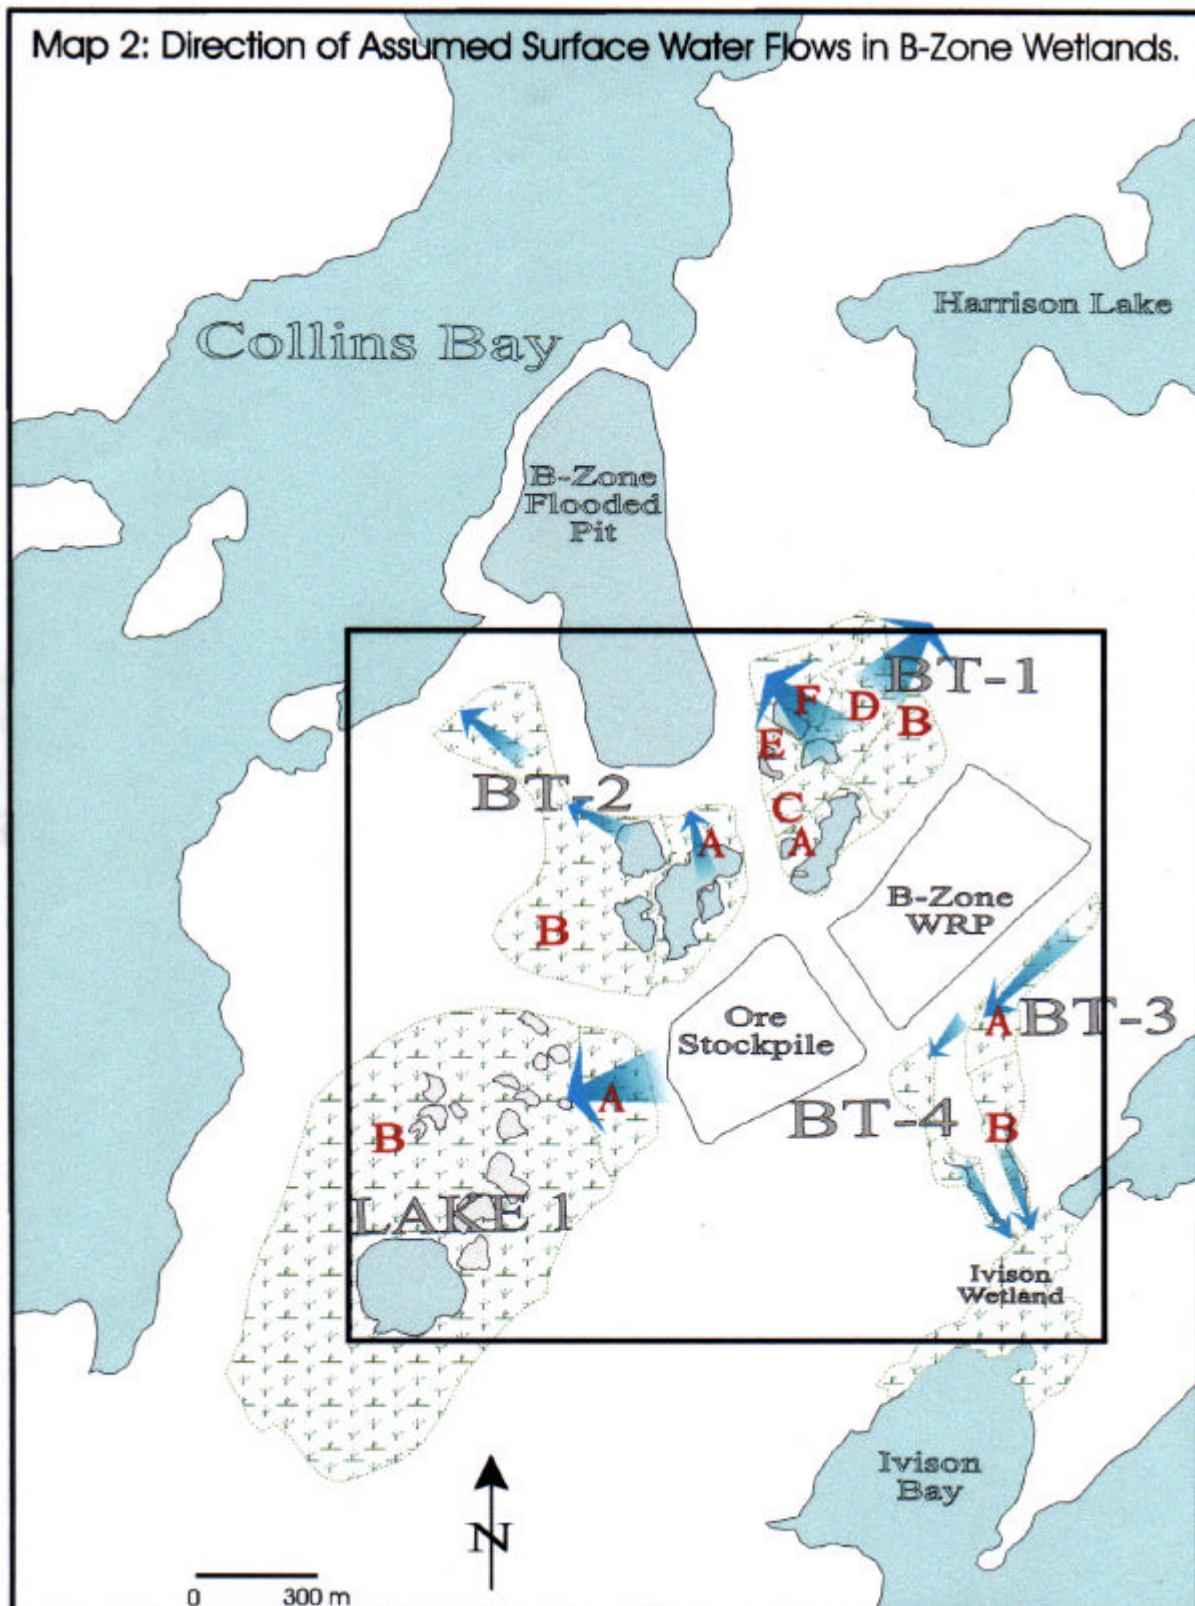 Map 2: Direction of Assumed Surface Water Flows in B-Zone Wetlands.
Harrison Lake
Collins Bay
B-Zone
Flooded
Pit
BT-1
F
D
B
E
BT-2
C
A
A
B-Zone
WRP
B
Ore
Stockpile
A
BT-3
A
BT-4
B
B
LAKE 1
Ivison
Wetland
Ivison
Bay
N
0
300 m